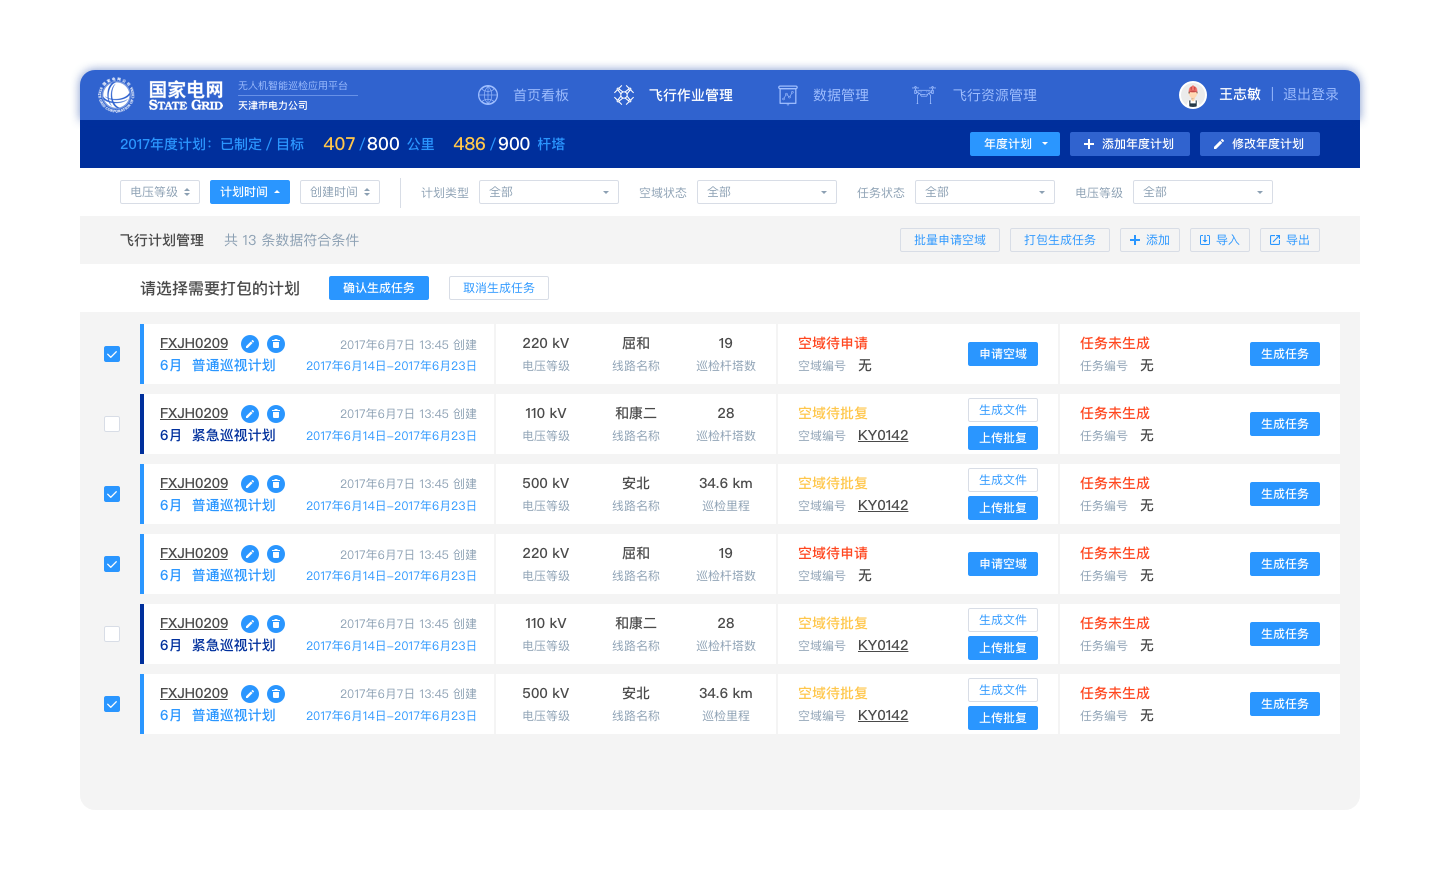 国家电网
STATE GRID
无人机智能巡检应用平台
天津市电力公司
首页看板
飞行作业管理
数据管理
飞行资源管理
王志敏 | 退出登录
2017年度计划：已制定 / 目标 407 / 800 公里 486 / 900 杆塔
年度计划
添加年度计划
修改年度计划
电压等级
计划时间
创建时间
计划类型 全部
空域状态 全部
任务状态 全部
电压等级 全部
飞行计划管理 共 13 条数据符合条件
批量申请空域
打包生成任务
添加
导入
导出
请选择需要打包的计划
确认生成任务
取消生成任务
FXJH0209 2017年6月7日 13:45 创建
6月 普通巡视计划 2017年6月14日-2017年6月23日
220 kV 屈和 19
电压等级 线路名称 巡检杆塔数
空域待申请
空域编号 无
申请空域
任务未生成
任务编号 无
生成任务
FXJH0209 2017年6月7日 13:45 创建
6月 紧急巡视计划 2017年6月14日-2017年6月23日
110 kV 和康二 28
电压等级 线路名称 巡检杆塔数
空域待批复
空域编号 KY0142
生成文件
上传批复
任务未生成
任务编号 无
生成任务
FXJH0209 2017年6月7日 13:45 创建
6月 普通巡视计划 2017年6月14日-2017年6月23日
500 kV 安北 34.6 km
电压等级 线路名称 巡检里程
空域待批复
空域编号 KY0142
生成文件
上传批复
任务未生成
任务编号 无
生成任务
FXJH0209 2017年6月7日 13:45 创建
6月 普通巡视计划 2017年6月14日-2017年6月23日
220 kV 屈和 19
电压等级 线路名称 巡检杆塔数
空域待申请
空域编号 无
申请空域
任务未生成
任务编号 无
生成任务
FXJH0209 2017年6月7日 13:45 创建
6月 紧急巡视计划 2017年6月14日-2017年6月23日
110 kV 和康二 28
电压等级 线路名称 巡检杆塔数
空域待批复
空域编号 KY0142
生成文件
上传批复
任务未生成
任务编号 无
生成任务
FXJH0209 2017年6月7日 13:45 创建
6月 普通巡视计划 2017年6月14日-2017年6月23日
500 kV 安北 34.6 km
电压等级 线路名称 巡检里程
空域待批复
空域编号 KY0142
生成文件
上传批复
任务未生成
任务编号 无
生成任务